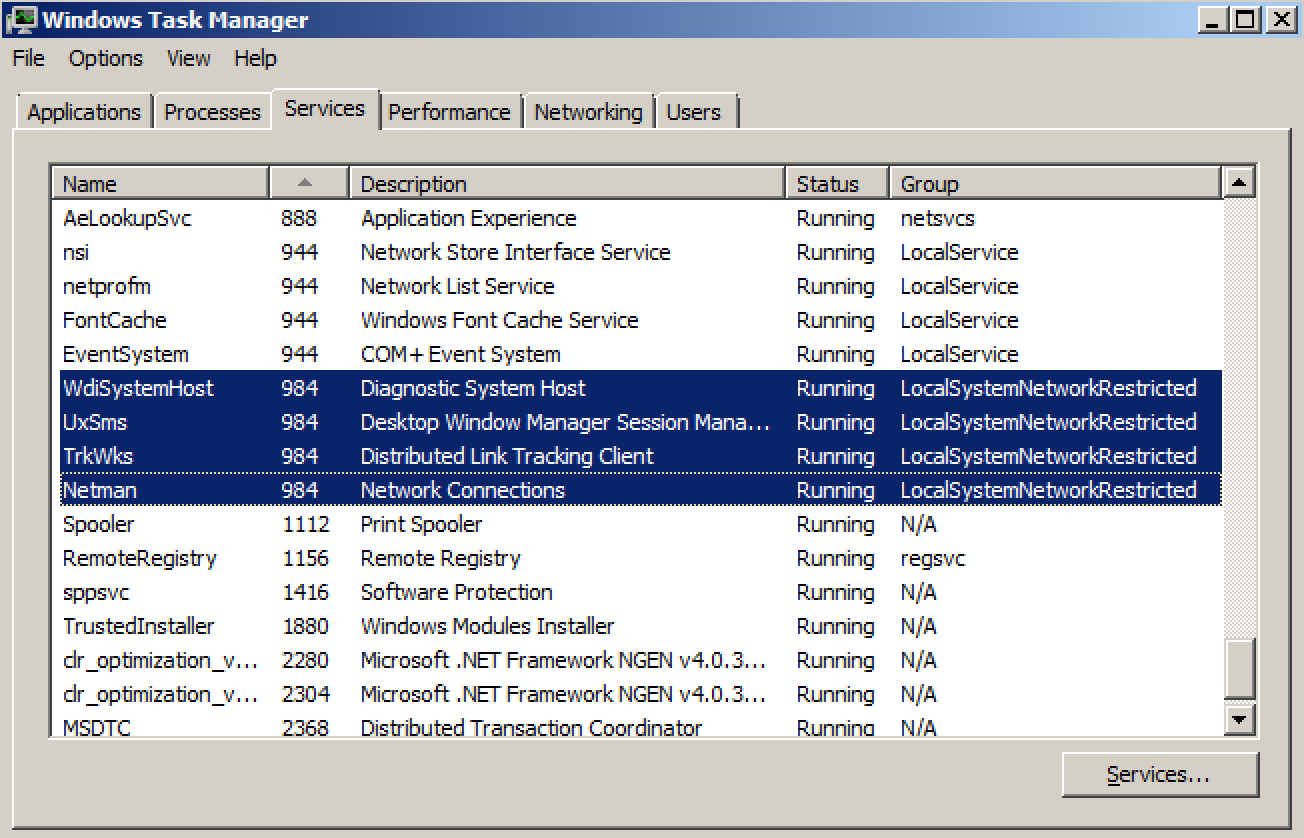 Windows Task Manager
File Options View Help
Applications Processes Services Performance Networking Users
Name Description Status Group
AeLookupSvc 888 Application Experience Running netsvcs
nsi 944 Network Store Interface Service Running LocalService
netprofm 944 Network List Service Running LocalService
FontCache 944 Windows Font Cache Service Running LocalService
EventSystem 944 COM+ Event System Running LocalService
WdiSystemHost 984 Diagnostic System Host Running LocalSystemNetworkRestricted
UxSms 984 Desktop Window Manager Session Mana... Running LocalSystemNetworkRestricted
TrkWks 984 Distributed Link Tracking Client Running LocalSystemNetworkRestricted
Netman 984 Network Connections Running LocalSystemNetworkRestricted
Spooler 1112 Print Spooler Running N/A
RemoteRegistry 1156 Remote Registry Running regsvc
sppsvc 1416 Software Protection Running N/A
TrustedInstaller 1880 Windows Modules Installer Running N/A
clr_optimization_v... 2280 Microsoft .NET Framework NGEN v4.0.3... Running N/A
clr_optimization_v... 2304 Microsoft .NET Framework NGEN v4.0.3... Running N/A
MSDTC 2368 Distributed Transaction Coordinator Running N/A
Services...